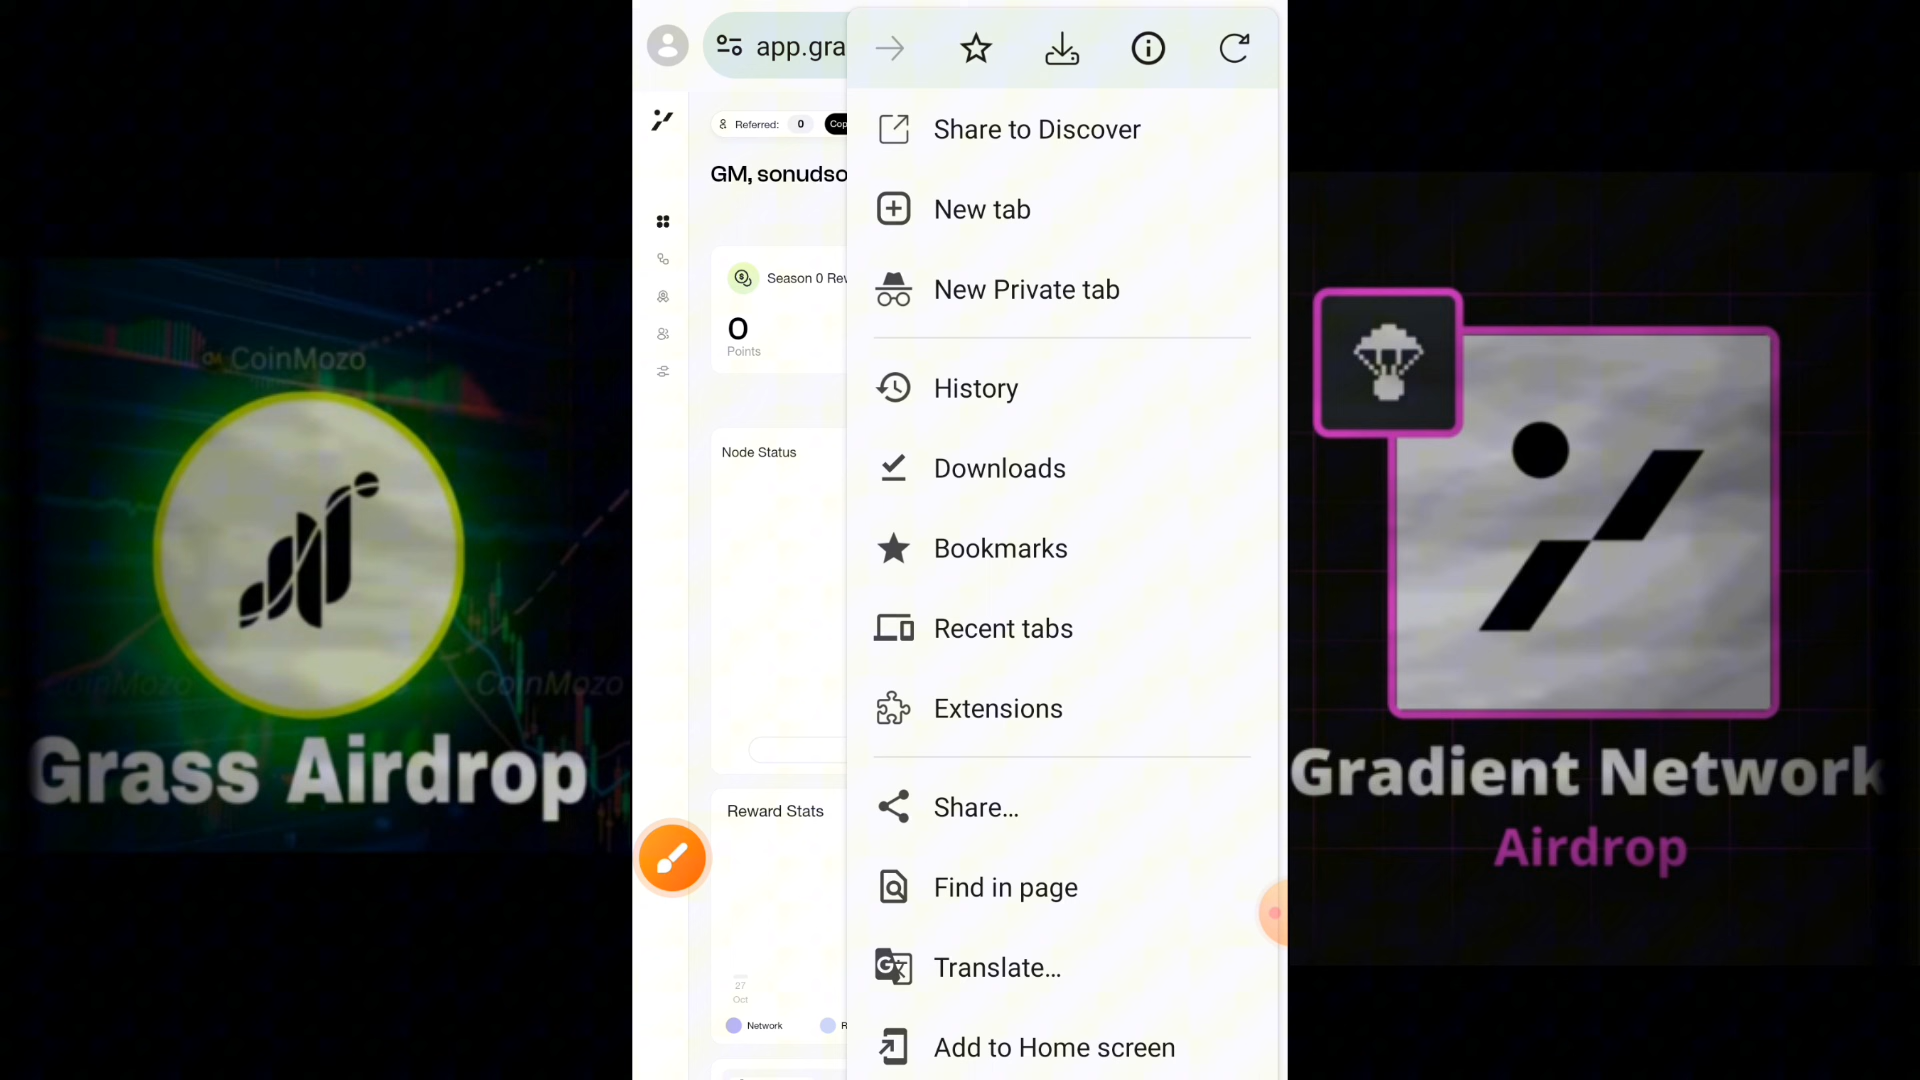 app.gra
Referred: 0 Cop
GM, sonudso
Season 0 Rev
0
Points
Node Status
Reward Stats
27
Oct
Network R
Share to Discover
New tab
New Private tab
History
Downloads
Bookmarks
Recent tabs
Extensions
Share...
Find in page
Translate...
Add to Home screen
CoinMozo
CoinMozo
CoinMozo
Grass Airdrop
Gradient Network
Airdrop